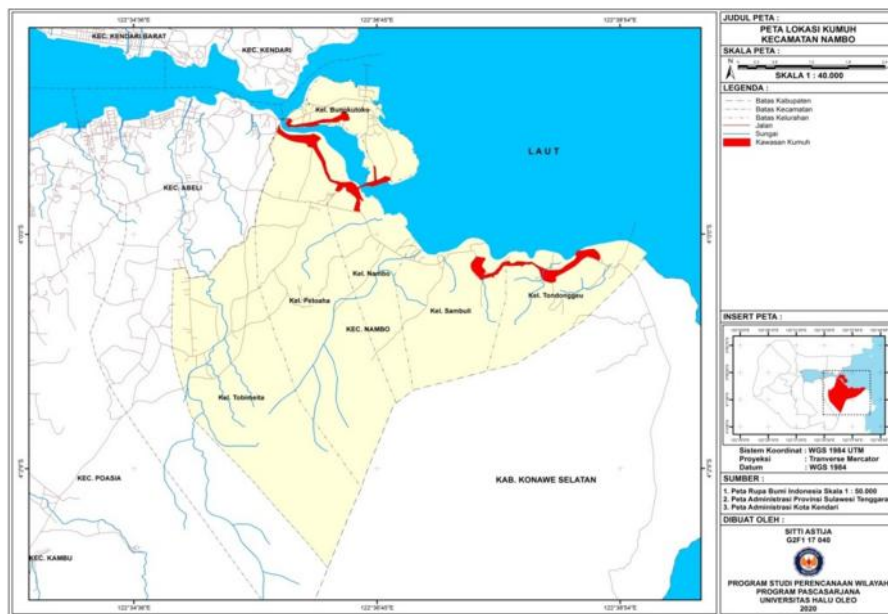 KEC. KENDARI BARAT
KEC. KENDARI
Kel. Bungkutoko
LAUT
KEC. ABELI
Kel. Nambo
Kel. Petoaha
Kel. Sambuli
Kel. Tondonggeu
KEC. NAMBO
Kel. Tobimeita
KEC. POASIA
KAB. KONAWE SELATAN
KEC. KAMBU
JUDUL PETA :
PETA LOKASI KUMUH
KECAMATAN NAMBO
SKALA PETA :
N
SKALA 1 : 40.000
LEGENDA :
Batas Kabupaten
Batas Kecamatan
Batas Kelurahan
Jalan
Sungai
Kawasan Kumuh
INSERT PETA :
Sistem Koordinat : WGS 1984 UTM
Proyeksi : Tranverse Mercator
Datum : WGS 1984
SUMBER :
1. Peta Rupa Bumi Indonesia Skala 1 : 50.000
2. Peta Administrasi Provinsi Sulawesi Tenggara
3. Peta Administrasi Kota Kendari
DIBUAT OLEH :
SITTI ASTIJA
G2F1 17 040
PROGRAM STUDI PERENCANAAN WILAYAH
PROGRAM PASCASARJANA
UNIVERSITAS HALU OLEO
2020